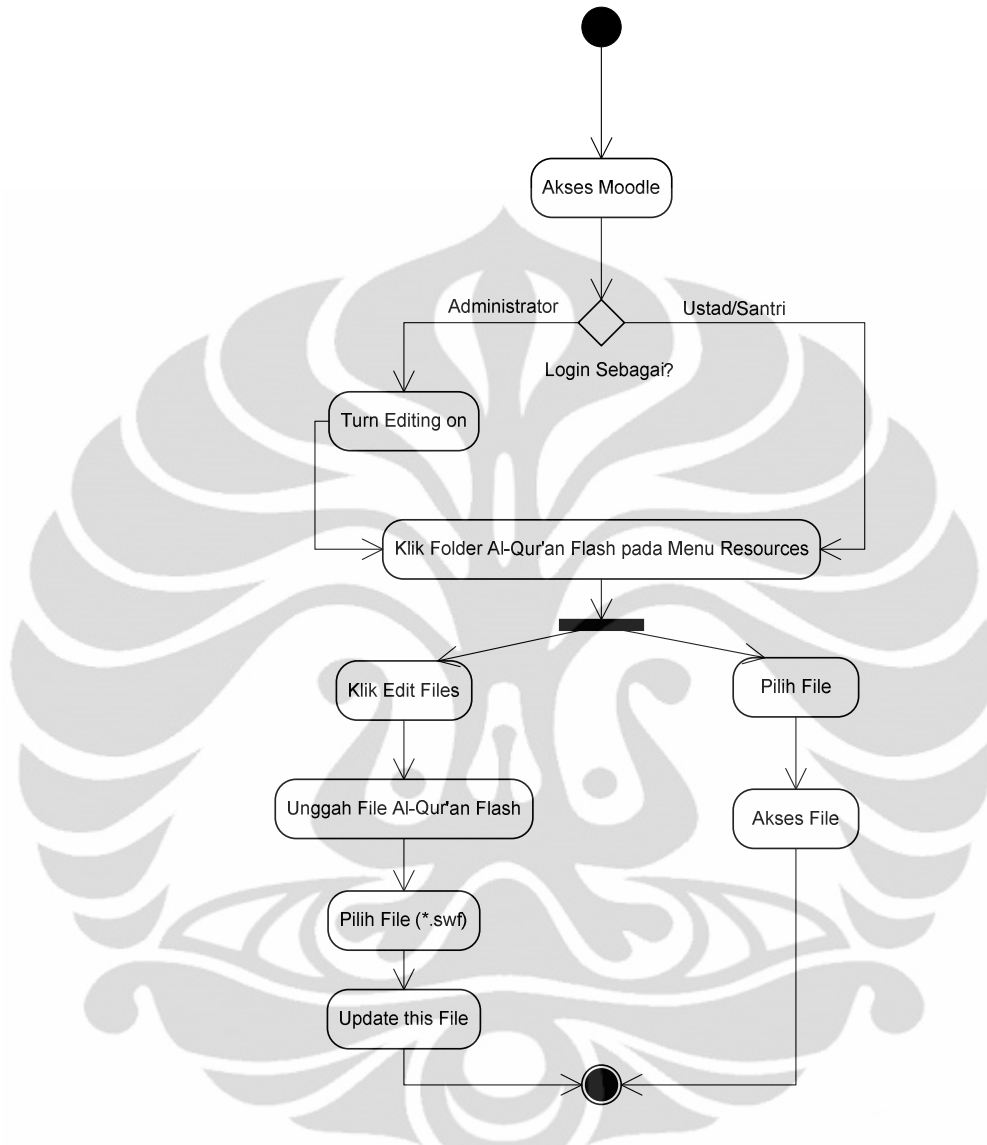 Akses Moodle
Administrator
Ustad/Santri
Login Sebagai?
Turn Editing on
Klik Folder Al-Qur'an Flash pada Menu Resources
Klik Edit Files
Pilih File
Unggah File Al-Qur'an Flash
Akses File
Pilih File (*.swf)
Update this File